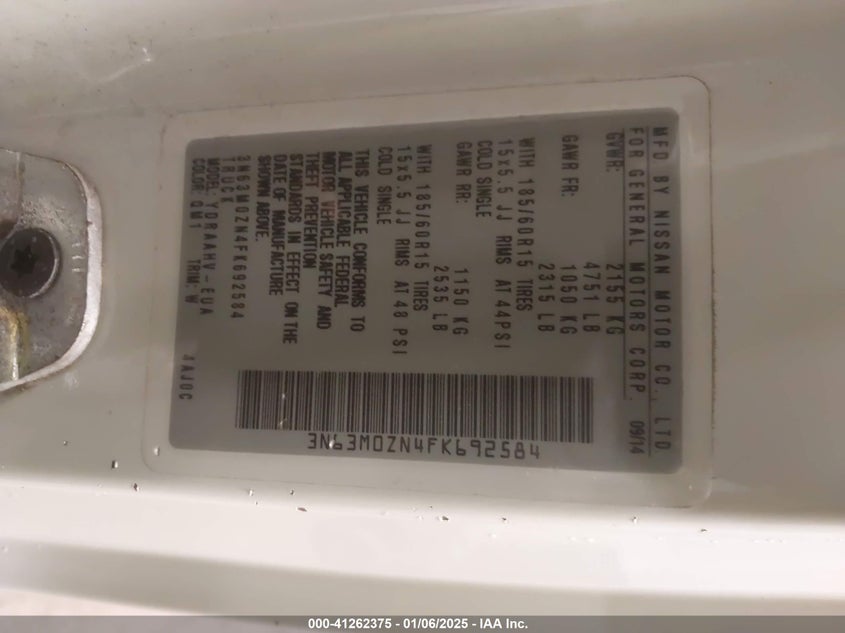 MFD BY NISSAN MOTOR CO., LTD.
FOR GENERAL MOTORS CORP. 09/14
GVWR: 2155 KG
4751 LB
GAWR FR: 1050 KG
2315 LB
WITH 185/60R15 TIRES
15x5.5 JJ RIMS AT 44PSI
COLD SINGLE
GAWR RR: 1150 KG
2535 LB
WITH 185/60R15 TIRES
15x5.5 JJ RIMS AT 48 PSI
COLD SINGLE
THIS VEHICLE CONFORMS TO
ALL APPLICABLE FEDERAL
MOTOR VEHICLE SAFETY AND
THEFT PREVENTION
STANDARDS IN EFFECT ON THE
DATE OF MANUFACTURE
SHOWN ABOVE.
3N63M0ZN4FK692584
TRUCK
MODEL: YDRAAHV-EUA
COLOR: QM1 TRIM: W 4AJ0C
3N63M0ZN4FK692584
000-41262375 - 01/06/2025 - IAA Inc.